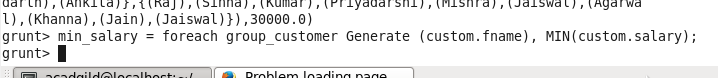 darth),(Ankita)},{(Raj),(Sinha),(Kumar),(Priyadarshi),(Mishra),(Jaiswal),(Agarwa
l),(Khanna),(Jain),(Jaiswal)}),30000.0)
grunt> min_salary = foreach group_customer Generate (custom.fname), MIN(custom.salary);
grunt>
acadgild@localhost:~/
Problem loading page